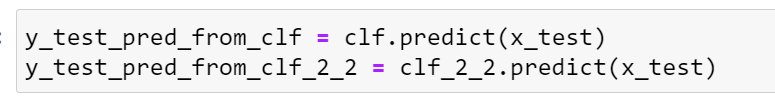 y_test_pred_from_clf = clf.predict(x_test)
y_test_pred_from_clf_2_2 = clf_2_2.predict(x_test)